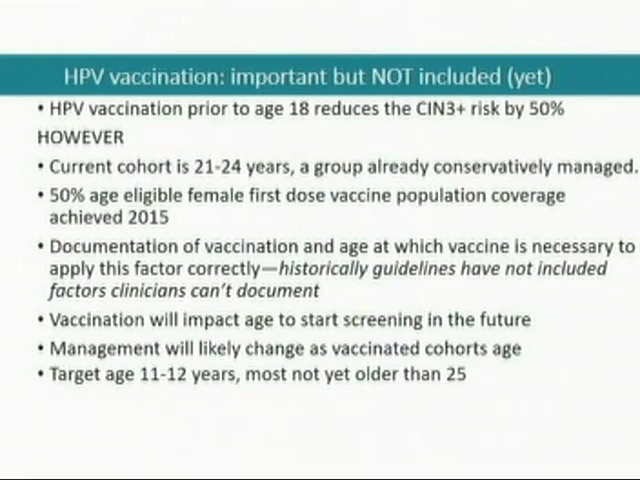 HPV vaccination: important but NOT included (yet)
• HPV vaccination prior to age 18 reduces the CIN3+ risk by 50%
HOWEVER
• Current cohort is 21-24 years, a group already conservatively managed.
• 50% age eligible female first dose vaccine population coverage
achieved 2015
• Documentation of vaccination and age at which vaccine is necessary to
apply this factor correctly—historically guidelines have not included
factors clinicians can't document
• Vaccination will impact age to start screening in the future
• Management will likely change as vaccinated cohorts age
• Target age 11-12 years, most not yet older than 25